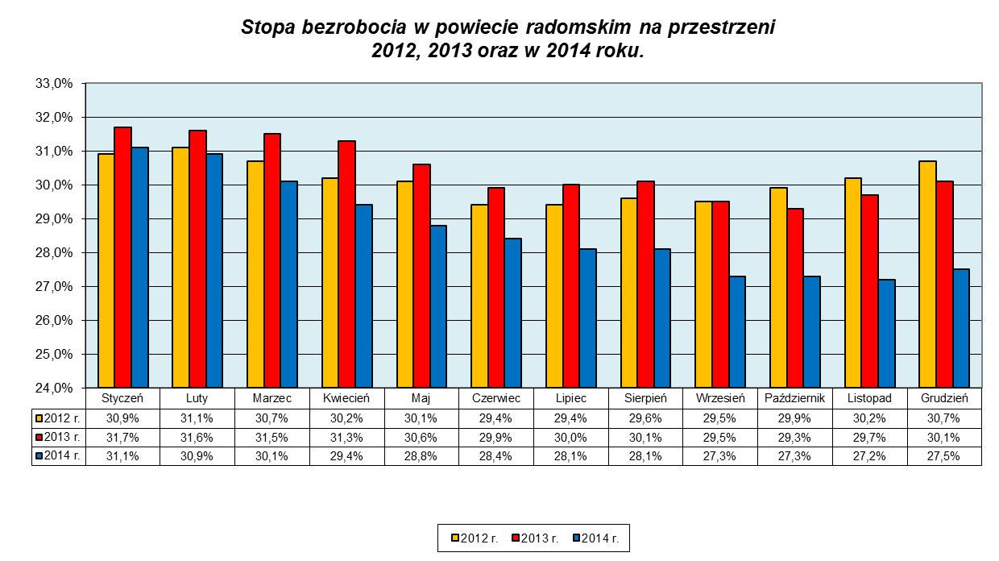 Stopa bezrobocia w powiecie radomskim na przestrzeni
2012, 2013 oraz w 2014 roku.
33,0%
32,0%
31,0%
30,0%
29,0%
28,0%
27,0%
26,0%
25,0%
24,0%
Styczeń Luty Marzec Kwiecień Maj Czerwiec Lipiec Sierpień Wrzesień Październik Listopad Grudzień
2012 r. 30,9% 31,1% 30,7% 30,2% 30,1% 29,4% 29,4% 29,6% 29,5% 29,9% 30,2% 30,7%
2013 r. 31,7% 31,6% 31,5% 31,3% 30,6% 29,9% 30,0% 30,1% 29,5% 29,3% 29,7% 30,1%
2014 r. 31,1% 30,9% 30,1% 29,4% 28,8% 28,4% 28,1% 28,1% 27,3% 27,3% 27,2% 27,5%
2012 r. 2013 r. 2014 r.